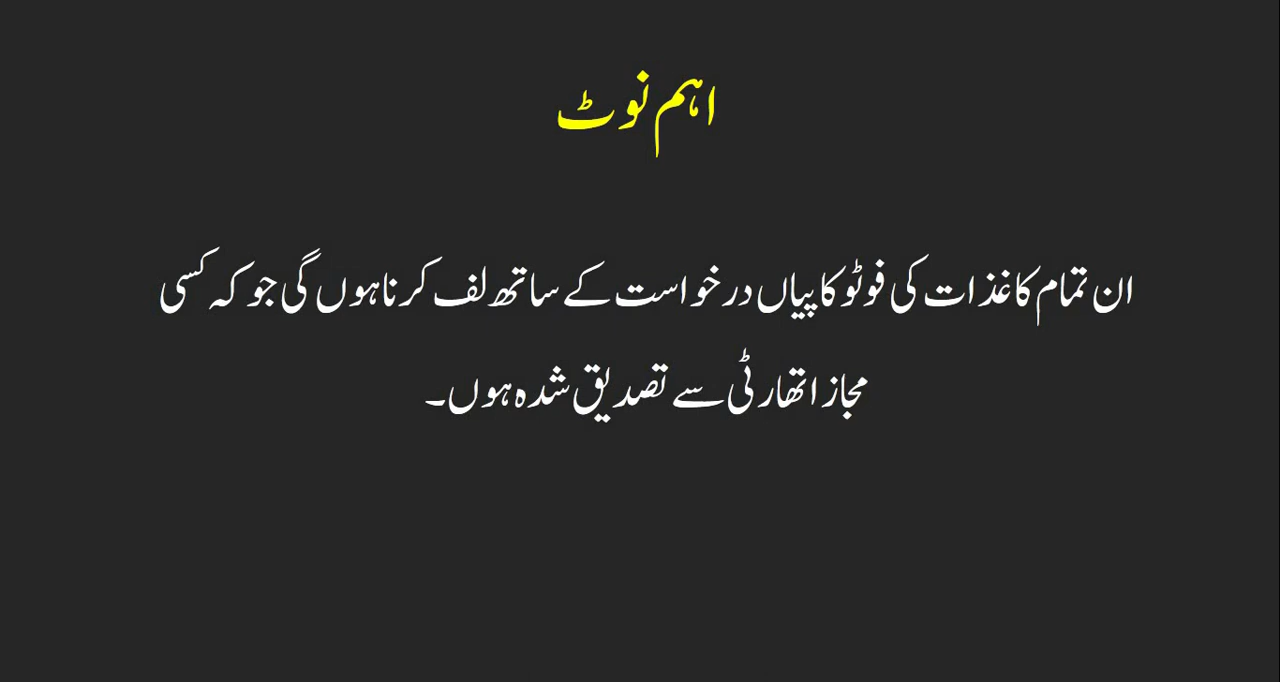 اہم نوٹ
ان تمام کاغذات کی فوٹو کاپیاں درخواست کے ساتھ لف کرنا ہوں گی جو کہ کسی
مجاز اتھارٹی سے تصدیق شدہ ہوں۔